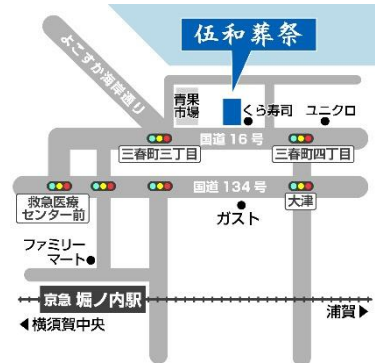 伍和葬祭
よこすか海岸通り
青果
市場
くら寿司
ユニクロ
国道16号
三春町三丁目
三春町四丁目
国道134号
救急医療
センター前
ガスト
大津
ファミリー
マート
京急 堀ノ内駅
浦賀
横須賀中央